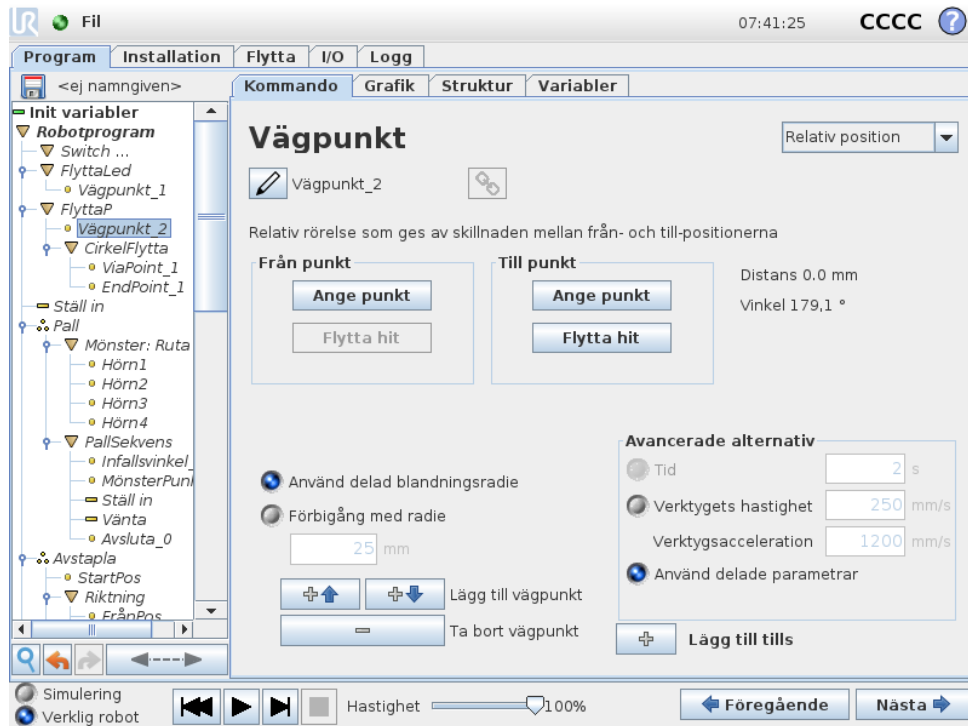 UR Fil 07:41:25 CCCC ?
Program Installation Flytta I/O Logg
<ej namngiven>
Kommando Grafik Struktur Variabler
Init variabler
Robotprogram
Switch ...
FlyttaLed
Vägpunkt_1
FlyttaP
Vägpunkt_2
CirkelFlytta
ViaPoint_1
EndPoint_1
Ställ in
Pall
Mönster: Ruta
Hörn1
Hörn2
Hörn3
Hörn4
PallSekvens
Infallsvinkel_
MönsterPun
Ställ in
Vänta
Avsluta_0
Avstapla
StartPos
Riktning
FrånPos
Vägpunkt
Relativ position
Vägpunkt_2
Relativ rörelse som ges av skillnaden mellan från- och till-positionerna
Från punkt
Ange punkt
Flytta hit
Till punkt
Ange punkt
Flytta hit
Distans 0.0 mm
Vinkel 179,1 °
Använd delad blandningsradie
Förbigång med radie
25 mm
Lägg till vägpunkt
Ta bort vägpunkt
Avancerade alternativ
Tid 2 s
Verktygets hastighet 250 mm/s
Verktygsacceleration 1200 mm/s
Använd delade parametrar
Lägg till tills
Simulering
Verklig robot
Hastighet 100%
Föregående Nästa